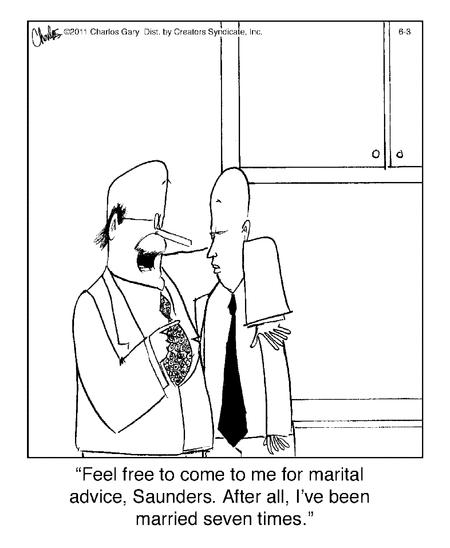 Charles ©2011 Charlos Gary Dist. by Creators Syndicate, Inc. 6-3
“Feel free to come to me for marital
advice, Saunders. After all, I’ve been
married seven times.”